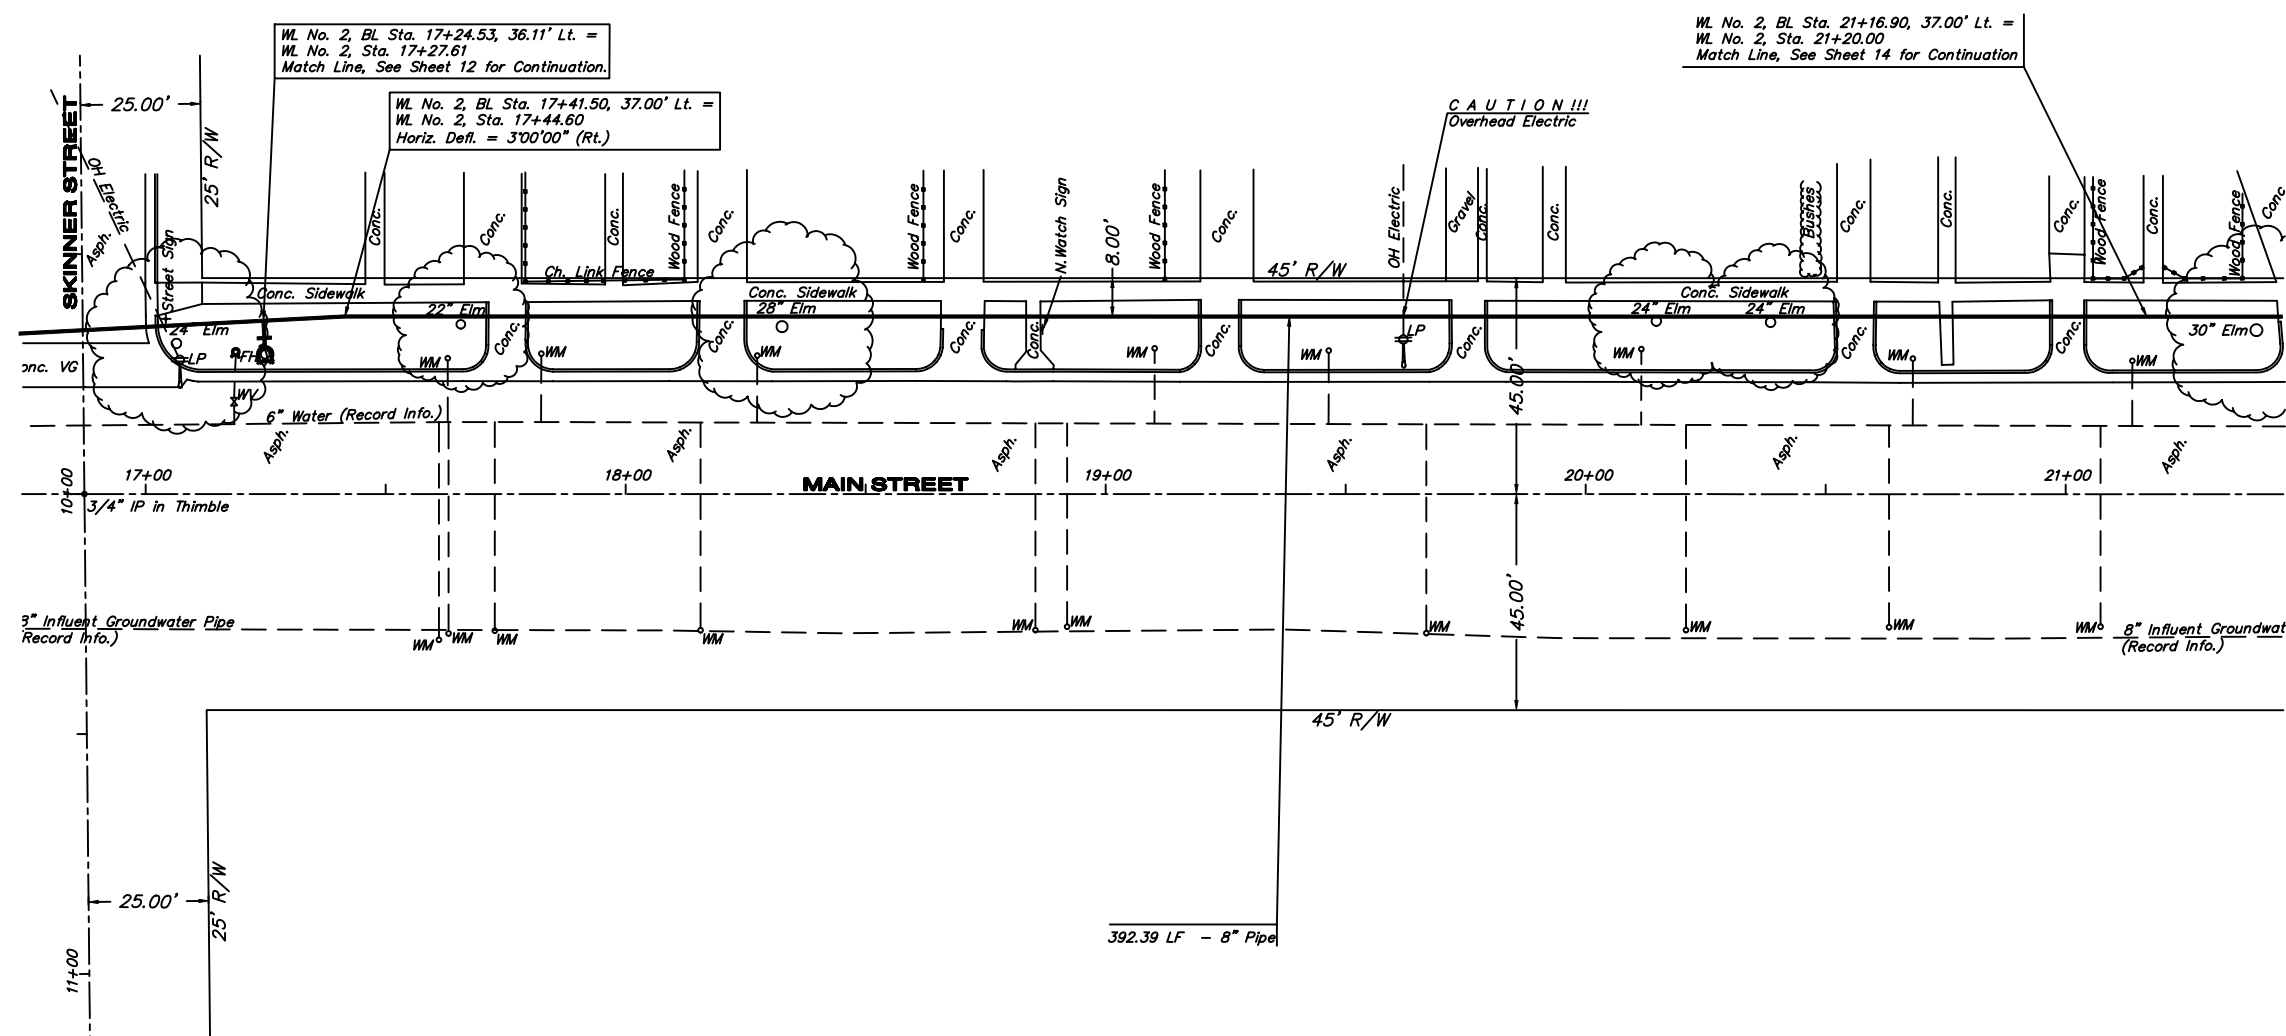 WL No. 2, BL Sta. 17+24.53, 36.11' Lt. =
WL No. 2, Sta. 17+27.61
Match Line, See Sheet 12 for Continuation.
WL No. 2, BL Sta. 21+16.90, 37.00' Lt. =
WL No. 2, Sta. 21+20.00
Match Line, See Sheet 14 for Continuation
25.00'
WL No. 2, BL Sta. 17+41.50, 37.00' Lt. =
WL No. 2, Sta. 17+44.60
Horiz. Defl. = 3°00'00" (Rt.)
C A U T I O N !!!
Overhead Electric
SKINNER STREET
OH Electric
25' R/W
Asph.
Street Sign
Conc.
Conc.
Conc.
Wood Fence
Conc.
Wood Fence
Conc.
N.Watch Sign
8.00'
Wood Fence
Conc.
OH Electric
Gravel
Conc.
Conc.
Bushes
Conc.
Conc.
Conc.
Wood Fence
Conc.
Wood Fence
Conc.
Ch. Link Fence
45' R/W
Conc. Sidewalk
Conc. Sidewalk
Conc. Sidewalk
24" Elm
22" Elm
28" Elm
24" Elm
24" Elm
30" Elm
LP
FH
WM
Conc.
WM
Conc.
WM
Conc.
Conc.
WM
Conc.
WM
LP
Conc.
WM
Conc.
WM
Conc.
WM
onc. VG
WV
6" Water (Record Info.)
45.00'
Asph.
Asph.
Asph.
Asph.
Asph.
Asph.
10+00
17+00
18+00
MAIN STREET
19+00
20+00
21+00
3/4" IP in Thimble
45.00'
8" Influent Groundwater Pipe
(Record Info.)
WM
WM
WM
WM
WM
WM
WM
WM
WM
WM
8" Influent Groundwat
(Record Info.)
45' R/W
25.00'
25' R/W
392.39 LF - 8" Pipe
11+00